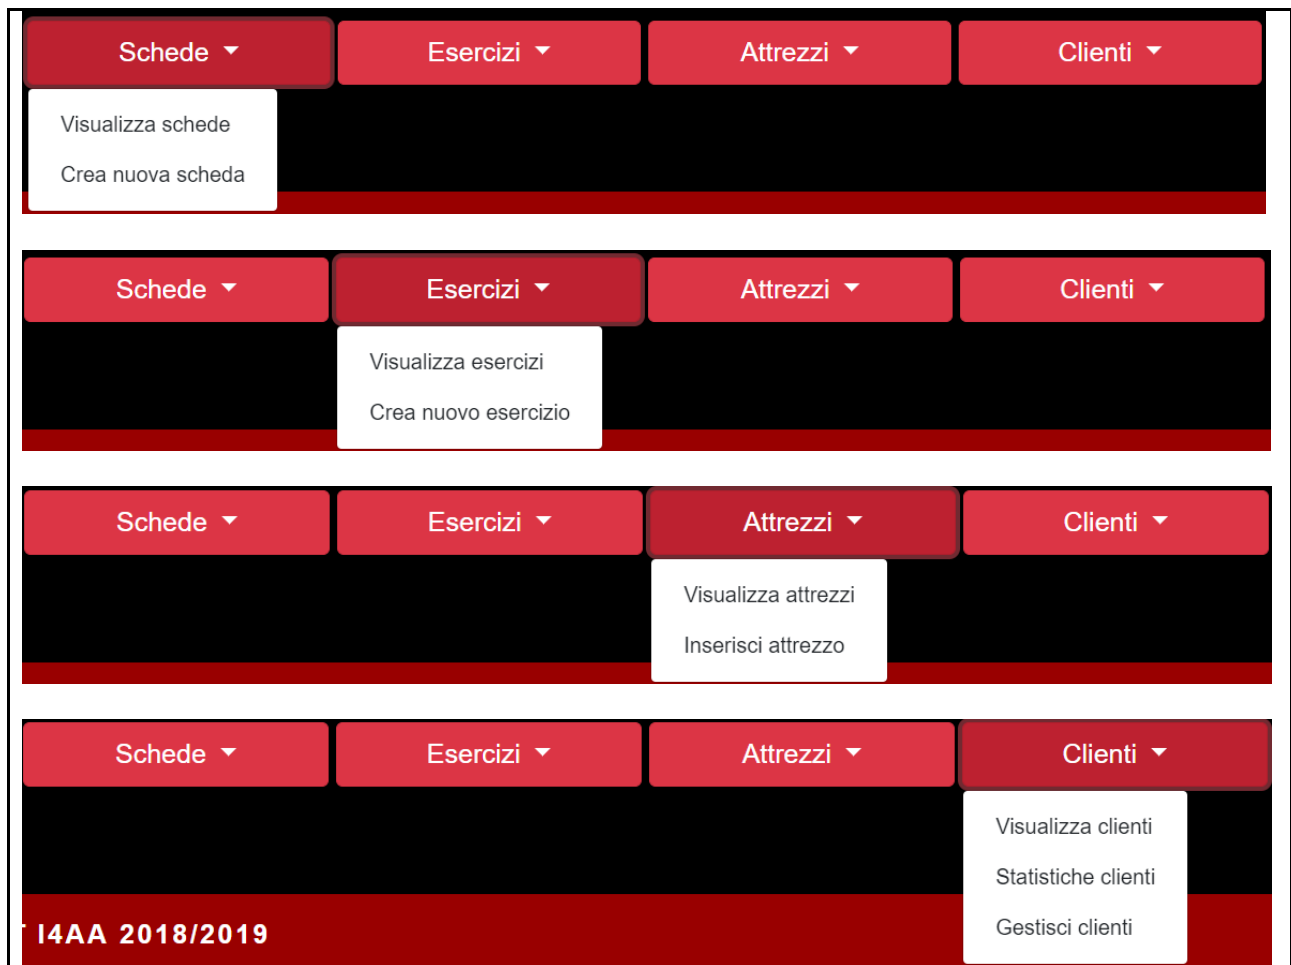 Schede Esercizi Attrezzi Clienti
Visualizza schede
Crea nuova scheda
Schede Esercizi Attrezzi Clienti
Visualizza esercizi
Crea nuovo esercizio
Schede Esercizi Attrezzi Clienti
Visualizza attrezzi
Inserisci attrezzo
Schede Esercizi Attrezzi Clienti
Visualizza clienti
Statistiche clienti
Gestisci clienti
I4AA 2018/2019